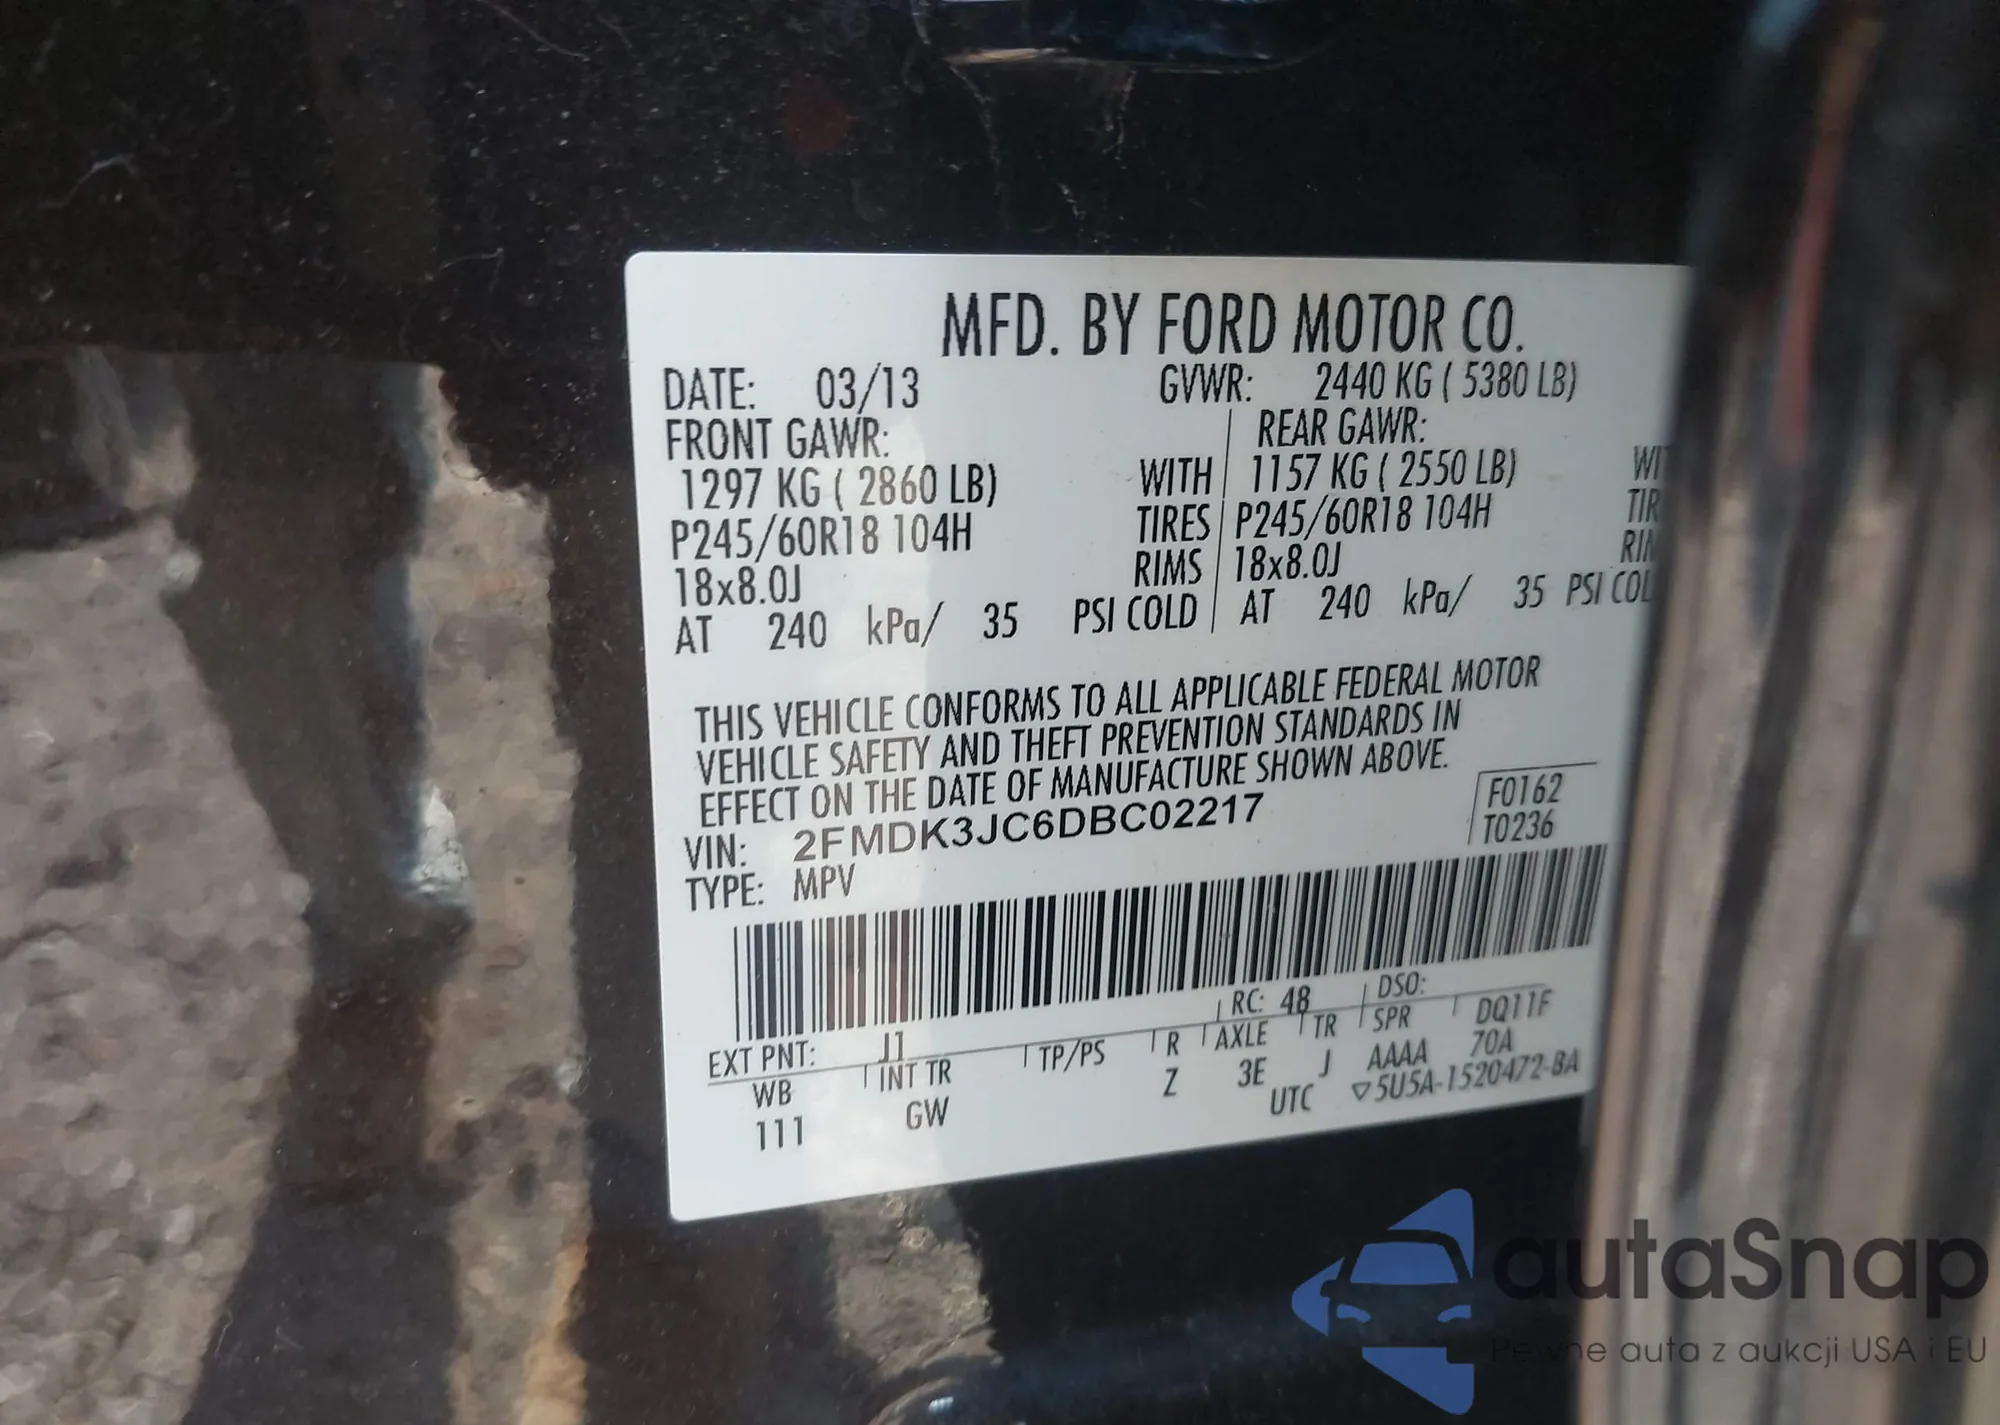 MFD. BY FORD MOTOR CO.
DATE: 03/13 GVWR: 2440 KG ( 5380 LB)
FRONT GAWR: REAR GAWR:
1297 KG ( 2860 LB) WITH 1157 KG ( 2550 LB) WIT
P245/60R18 104H TIRES P245/60R18 104H TIR
18x8.0J RIMS 18x8.0J RIM
AT 240 kPa/ 35 PSI COLD AT 240 kPa/ 35 PSI COL
THIS VEHICLE CONFORMS TO ALL APPLICABLE FEDERAL MOTOR
VEHICLE SAFETY AND THEFT PREVENTION STANDARDS IN
EFFECT ON THE DATE OF MANUFACTURE SHOWN ABOVE.
VIN: 2FMDK3JC6DBC02217 F0162
TYPE: MPV T0236
EXT PNT: J1 RC: 48 DSO:
WB INT TR TP/PS R AXLE TR SPR DQ11F
111 GW Z 3E J AAAA 70A
UTC ▽5U5A-1520472-BA
autaSnap
Pewne auta z aukcji USA i EU